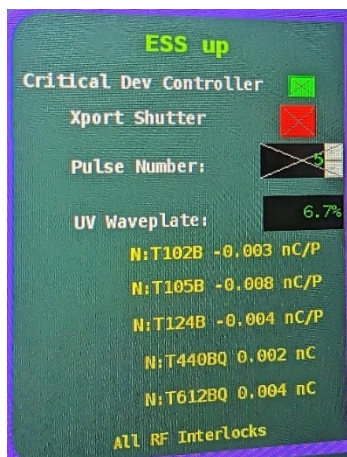 ESS up
Critical Dev Controller
Xport Shutter
Pulse Number: 5
UV Waveplate: 6.7%
N:T102B -0.003 nC/P
N:T105B -0.008 nC/P
N:T124B -0.004 nC/P
N:T440BQ 0.002 nC
N:T612BQ 0.004 nC
All RF Interlocks